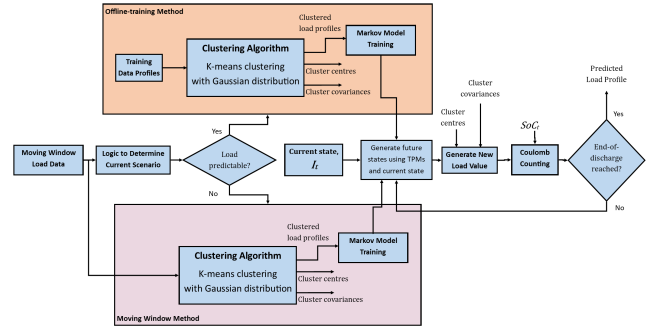 Offline-training Method
Training
Data Profiles
Clustering Algorithm
K-means clustering
with Gaussian distribution
Clustered
load profiles
Cluster centres
Cluster covariances
Markov Model
Training
Moving Window
Load Data
Logic to Determine
Current Scenario
Yes
Load
predictable?
No
Current state,
I_t
Generate future
states using TPMs
and current state
Cluster
centres
Cluster
covariances
Generate New
Load Value
SoC_t
Coulomb
Counting
Predicted
Load Profile
Yes
End-of-
discharge
reached?
No
Clustering Algorithm
K-means clustering
with Gaussian distribution
Clustered
load profiles
Cluster centres
Cluster covariances
Markov Model
Training
Moving Window Method